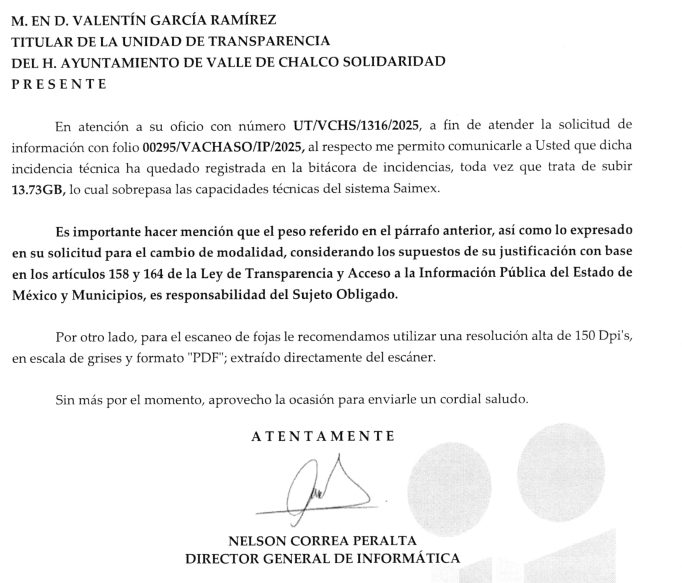 M. EN D. VALENTÍN GARCÍA RAMÍREZ
TITULAR DE LA UNIDAD DE TRANSPARENCIA
DEL H. AYUNTAMIENTO DE VALLE DE CHALCO SOLIDARIDAD
P R E S E N T E
En atención a su oficio con número UT/VCHS/1316/2025, a fin de atender la solicitud de
información con folio 00295/VACHASO/IP/2025, al respecto me permito comunicarle a Usted que dicha
incidencia técnica ha quedado registrada en la bitácora de incidencias, toda vez que trata de subir
13.73GB, lo cual sobrepasa las capacidades técnicas del sistema Saimex.
Es importante hacer mención que el peso referido en el párrafo anterior, así como lo expresado
en su solicitud para el cambio de modalidad, considerando los supuestos de su justificación con base
en los artículos 158 y 164 de la Ley de Transparencia y Acceso a la Información Pública del Estado de
México y Municipios, es responsabilidad del Sujeto Obligado.
Por otro lado, para el escaneo de fojas le recomendamos utilizar una resolución alta de 150 Dpi's,
en escala de grises y formato "PDF"; extraído directamente del escáner.
Sin más por el momento, aprovecho la ocasión para enviarle un cordial saludo.
A T E N T A M E N T E
NELSON CORREA PERALTA
DIRECTOR GENERAL DE INFORMÁTICA